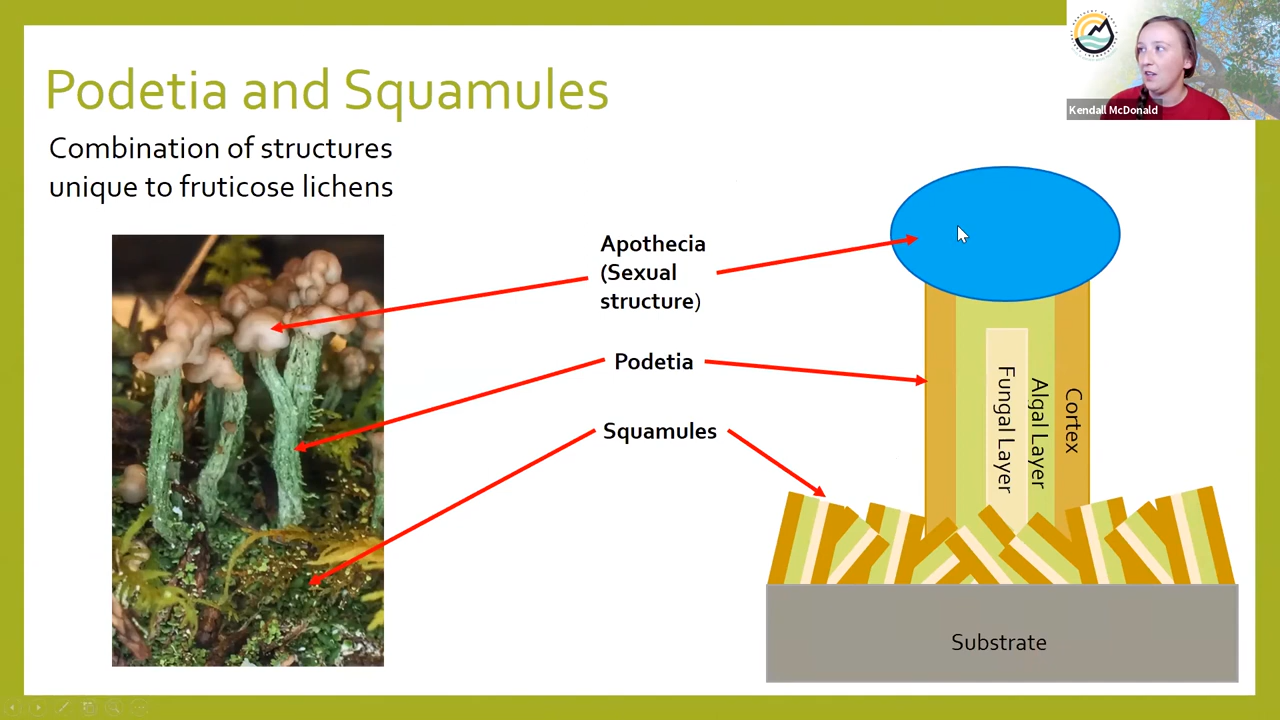 Podetia and Squamules
Combination of structures
unique to fruticose lichens
Kendall McDonald
Apothecia
(Sexual
structure)
Podetia
Squamules
Fungal Layer
Algal Layer
Cortex
Substrate